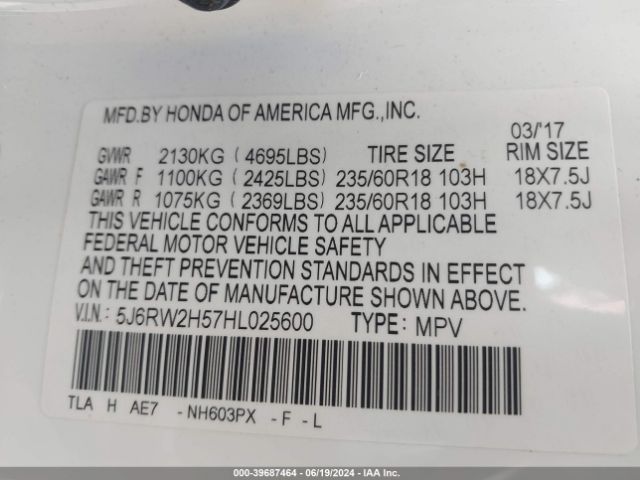 MFD.BY HONDA OF AMERICA MFG.,INC.
03/'17
GVWR 2130KG ( 4695LBS) TIRE SIZE RIM SIZE
GAWR F 1100KG ( 2425LBS) 235/60R18 103H 18X7.5J
GAWR R 1075KG ( 2369LBS) 235/60R18 103H 18X7.5J
THIS VEHICLE CONFORMS TO ALL APPLICABLE
FEDERAL MOTOR VEHICLE SAFETY
AND THEFT PREVENTION STANDARDS IN EFFECT
ON THE DATE OF MANUFACTURE SHOWN ABOVE.
V.I.N.: 5J6RW2H57HL025600 TYPE: MPV
TLA H AE7 -NH603PX -F -L
000-39687464 - 06/19/2024 - IAA Inc.